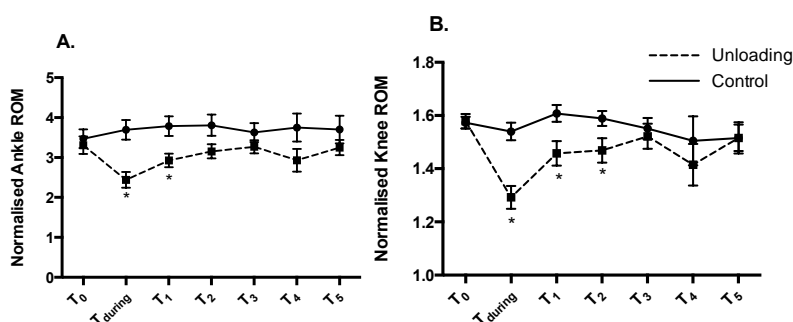 A.
Normalised Ankle ROM
5
4
3
2
1
0
*
*
T0
T during
T1
T2
T3
T4
T5
B.
Unloading
Control
Normalised Knee ROM
1.8
1.6
1.4
1.2
1.0
*
*
*
T0
T during
T1
T2
T3
T4
T5